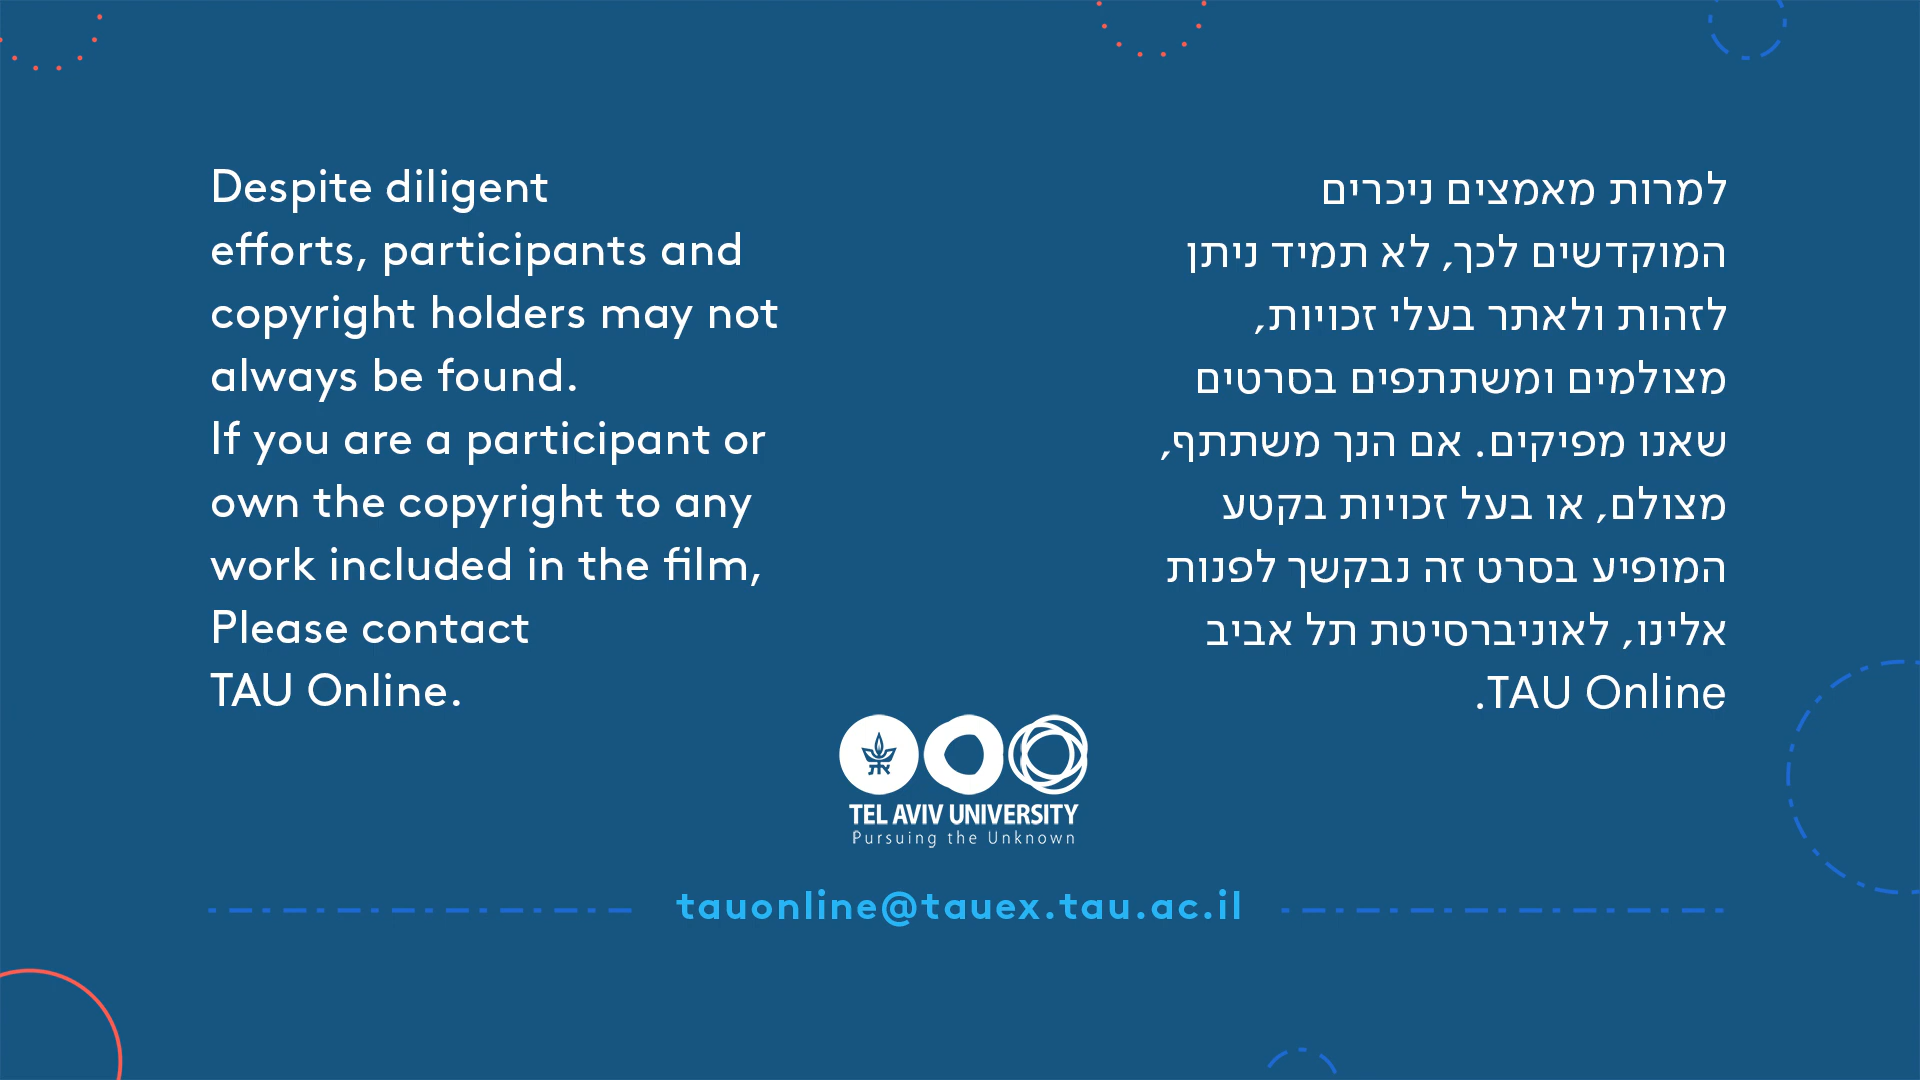 Despite diligent
efforts, participants and
copyright holders may not
always be found.
If you are a participant or
own the copyright to any
work included in the film,
Please contact
TAU Online.
למרות מאמצים ניכרים
המוקדשים לכך, לא תמיד ניתן
לזהות ולאתר בעלי זכויות,
מצולמים ומשתתפים בסרטים
שאנו מפיקים. אם הנך משתתף,
מצולם, או בעל זכויות בקטע
המופיע בסרט זה נבקשך לפנות
אלינו, לאוניברסיטת תל אביב
TAU Online.
TEL AVIV UNIVERSITY
Pursuing the Unknown
tauonline@tauex.tau.ac.il